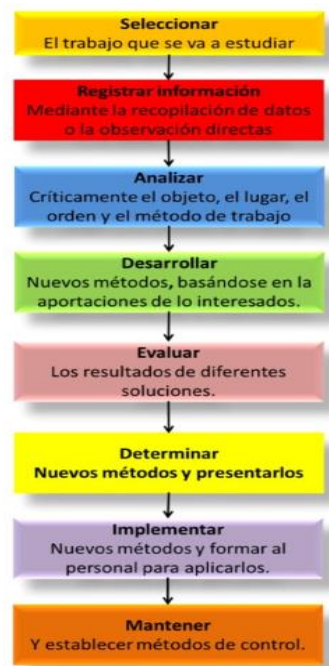 Seleccionar
El trabajo que se va a estudiar
Registrar información
Mediante la recopilación de datos
o la observación directas
Analizar
Críticamente el objeto, el lugar, el
orden y el método de trabajo
Desarrollar
Nuevos métodos, basándose en la
aportaciones de lo interesados.
Evaluar
Los resultados de diferentes
soluciones.
Determinar
Nuevos métodos y presentarlos
Implementar
Nuevos métodos y formar al
personal para aplicarlos.
Mantener
Y establecer métodos de control.